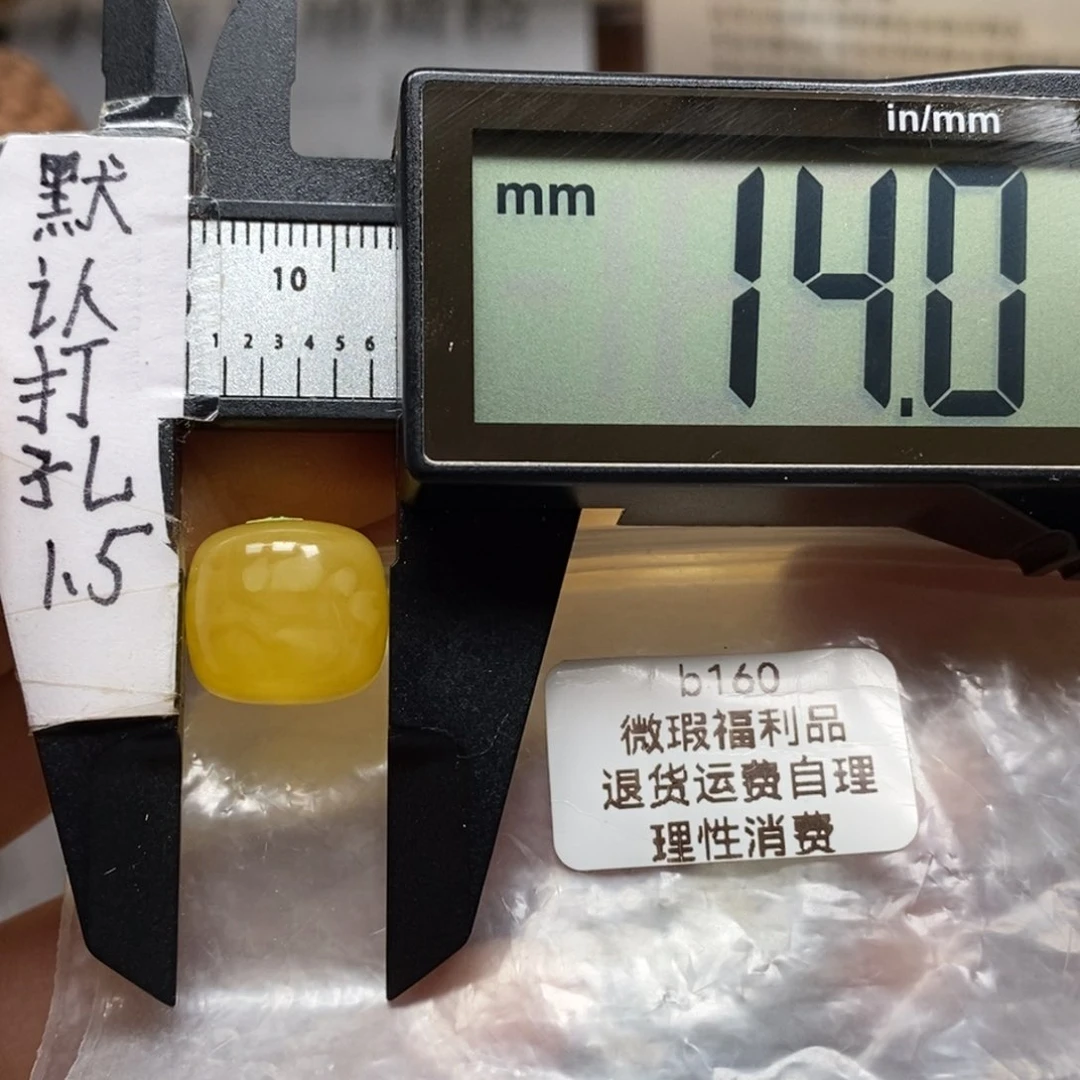 in/mm
mm
14.0
10
1 2 3 4 5 6
默
认
打
孔
1.5
b160
微瑕福利品
退货运费自理
理性消费